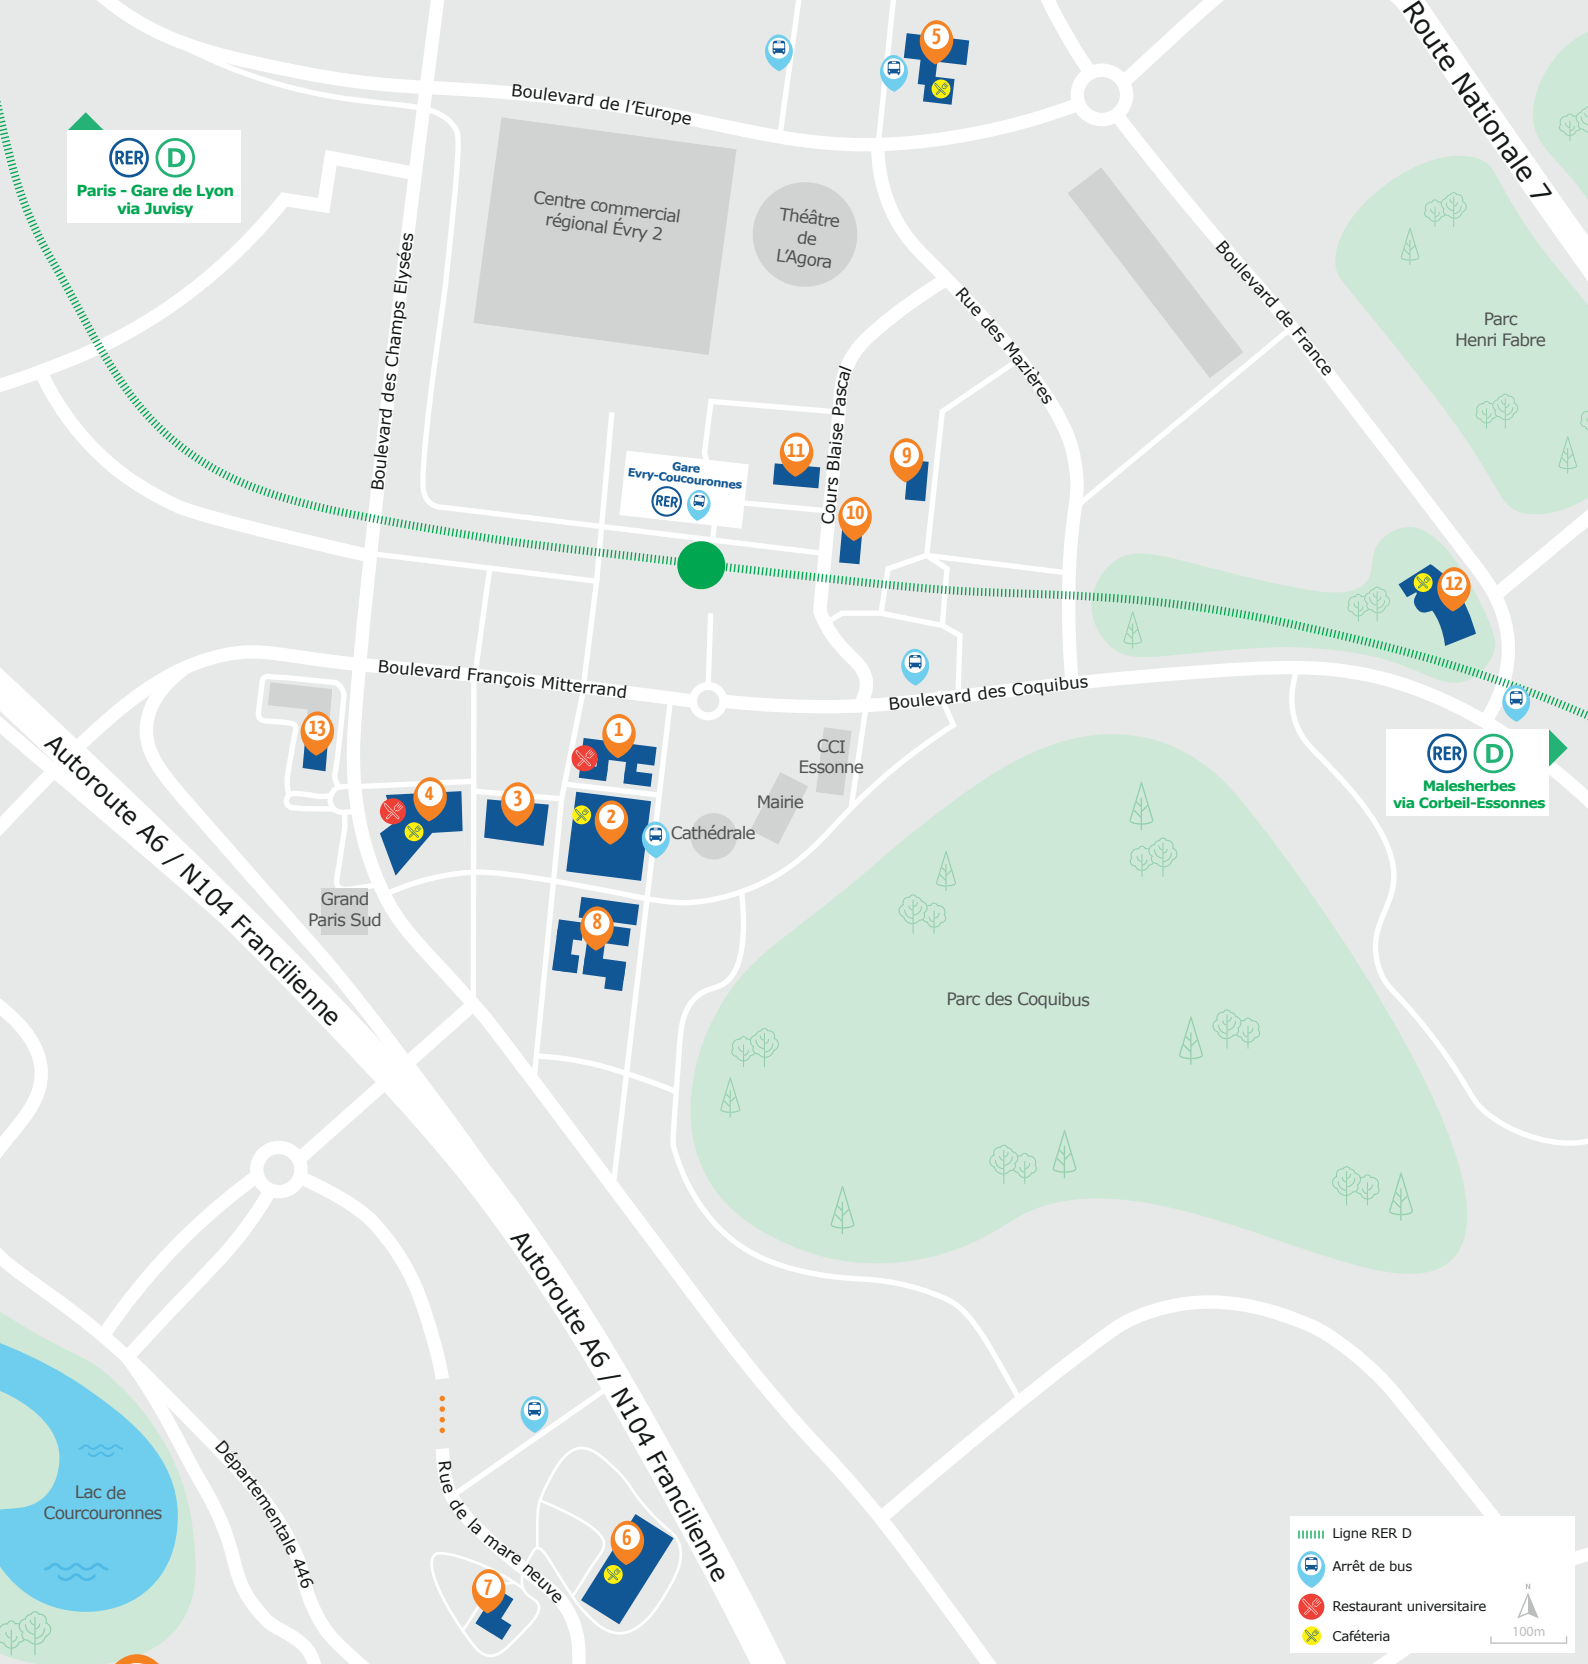 Route Nationale 7
5
Boulevard de l’Europe
RER D
Paris - Gare de Lyon
via Juvisy
Centre commercial
régional Évry 2
Théâtre
de
L’Agora
Boulevard des Champs Elysées
Boulevard de France
Rue des Mazières
Parc
Henri Fabre
Cours Blaise Pascal
11
9
Gare
Evry-Coucouronnes
RER
10
12
Boulevard François Mitterrand
Boulevard des Coquibus
13
1
CCI
Essonne
RER D
Malesherbes
via Corbeil-Essonnes
4
3
2
Mairie
Cathédrale
Autoroute A6 / N104 Francilienne
Grand
Paris Sud
8
Parc des Coquibus
Autoroute A6 / N104 Francilienne
Lac de
Courcouronnes
Départementale 446
Rue de la mare neuve
6
7
Ligne RER D
Arrêt de bus
Restaurant universitaire
Caféteria
N
100m